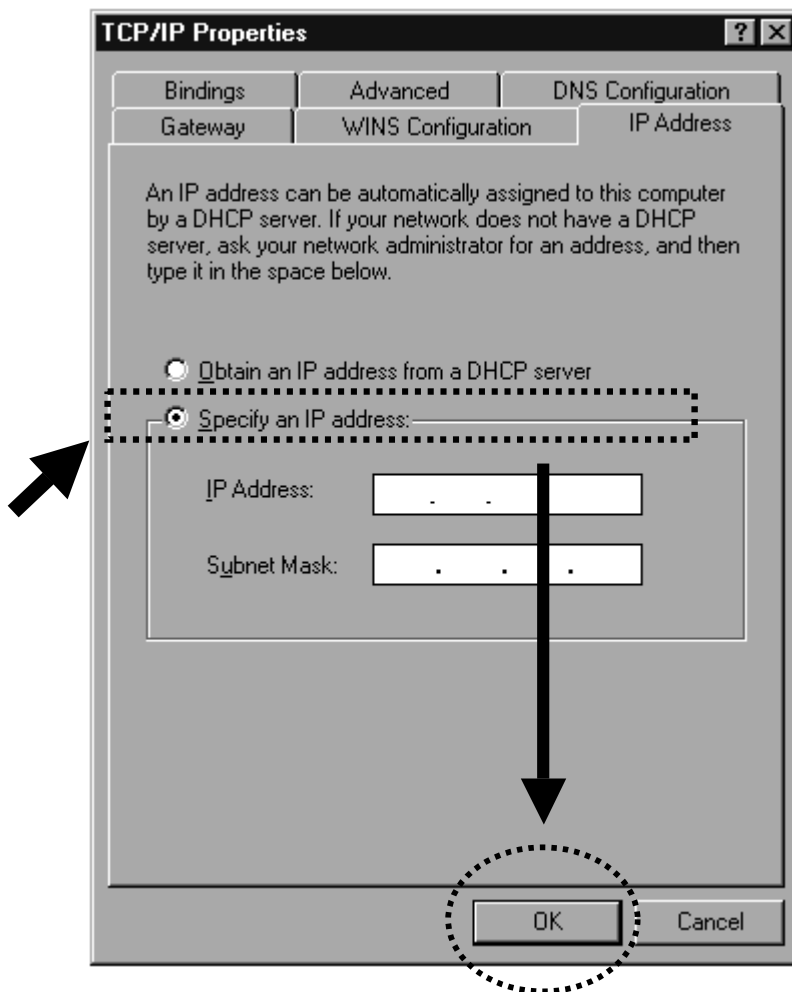 TCP/IP Properties
Bindings Advanced DNS Configuration
Gateway WINS Configuration IP Address
An IP address can be automatically assigned to this computer
by a DHCP server. If your network does not have a DHCP
server, ask your network administrator for an address, and then
type it in the space below.
Obtain an IP address from a DHCP server
Specify an IP address:
IP Address:
Subnet Mask:
OK Cancel